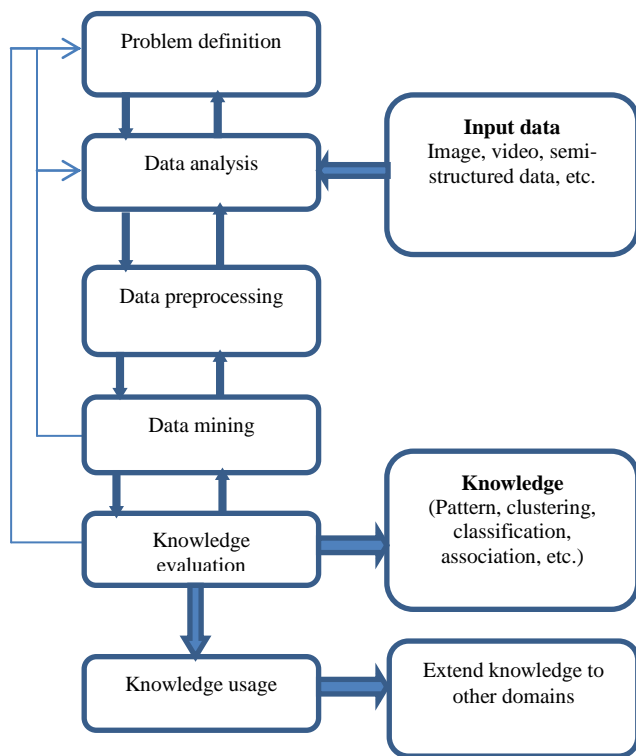 Problem definition
Data analysis
Input data
Image, video, semi-
structured data, etc.
Data preprocessing
Data mining
Knowledge
evaluation
Knowledge
(Pattern, clustering,
classification,
association, etc.)
Knowledge usage
Extend knowledge to
other domains